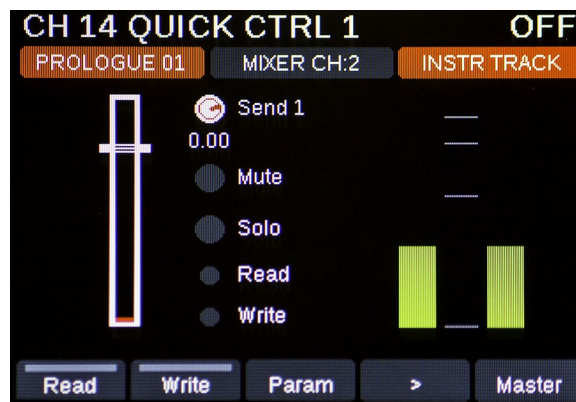 CH 14 QUICK CTRL 1 OFF
PROLOGUE 01 MIXER CH:2 INSTR TRACK
Send 1
0.00
Mute
Solo
Read
Write
Read Write Param > Master